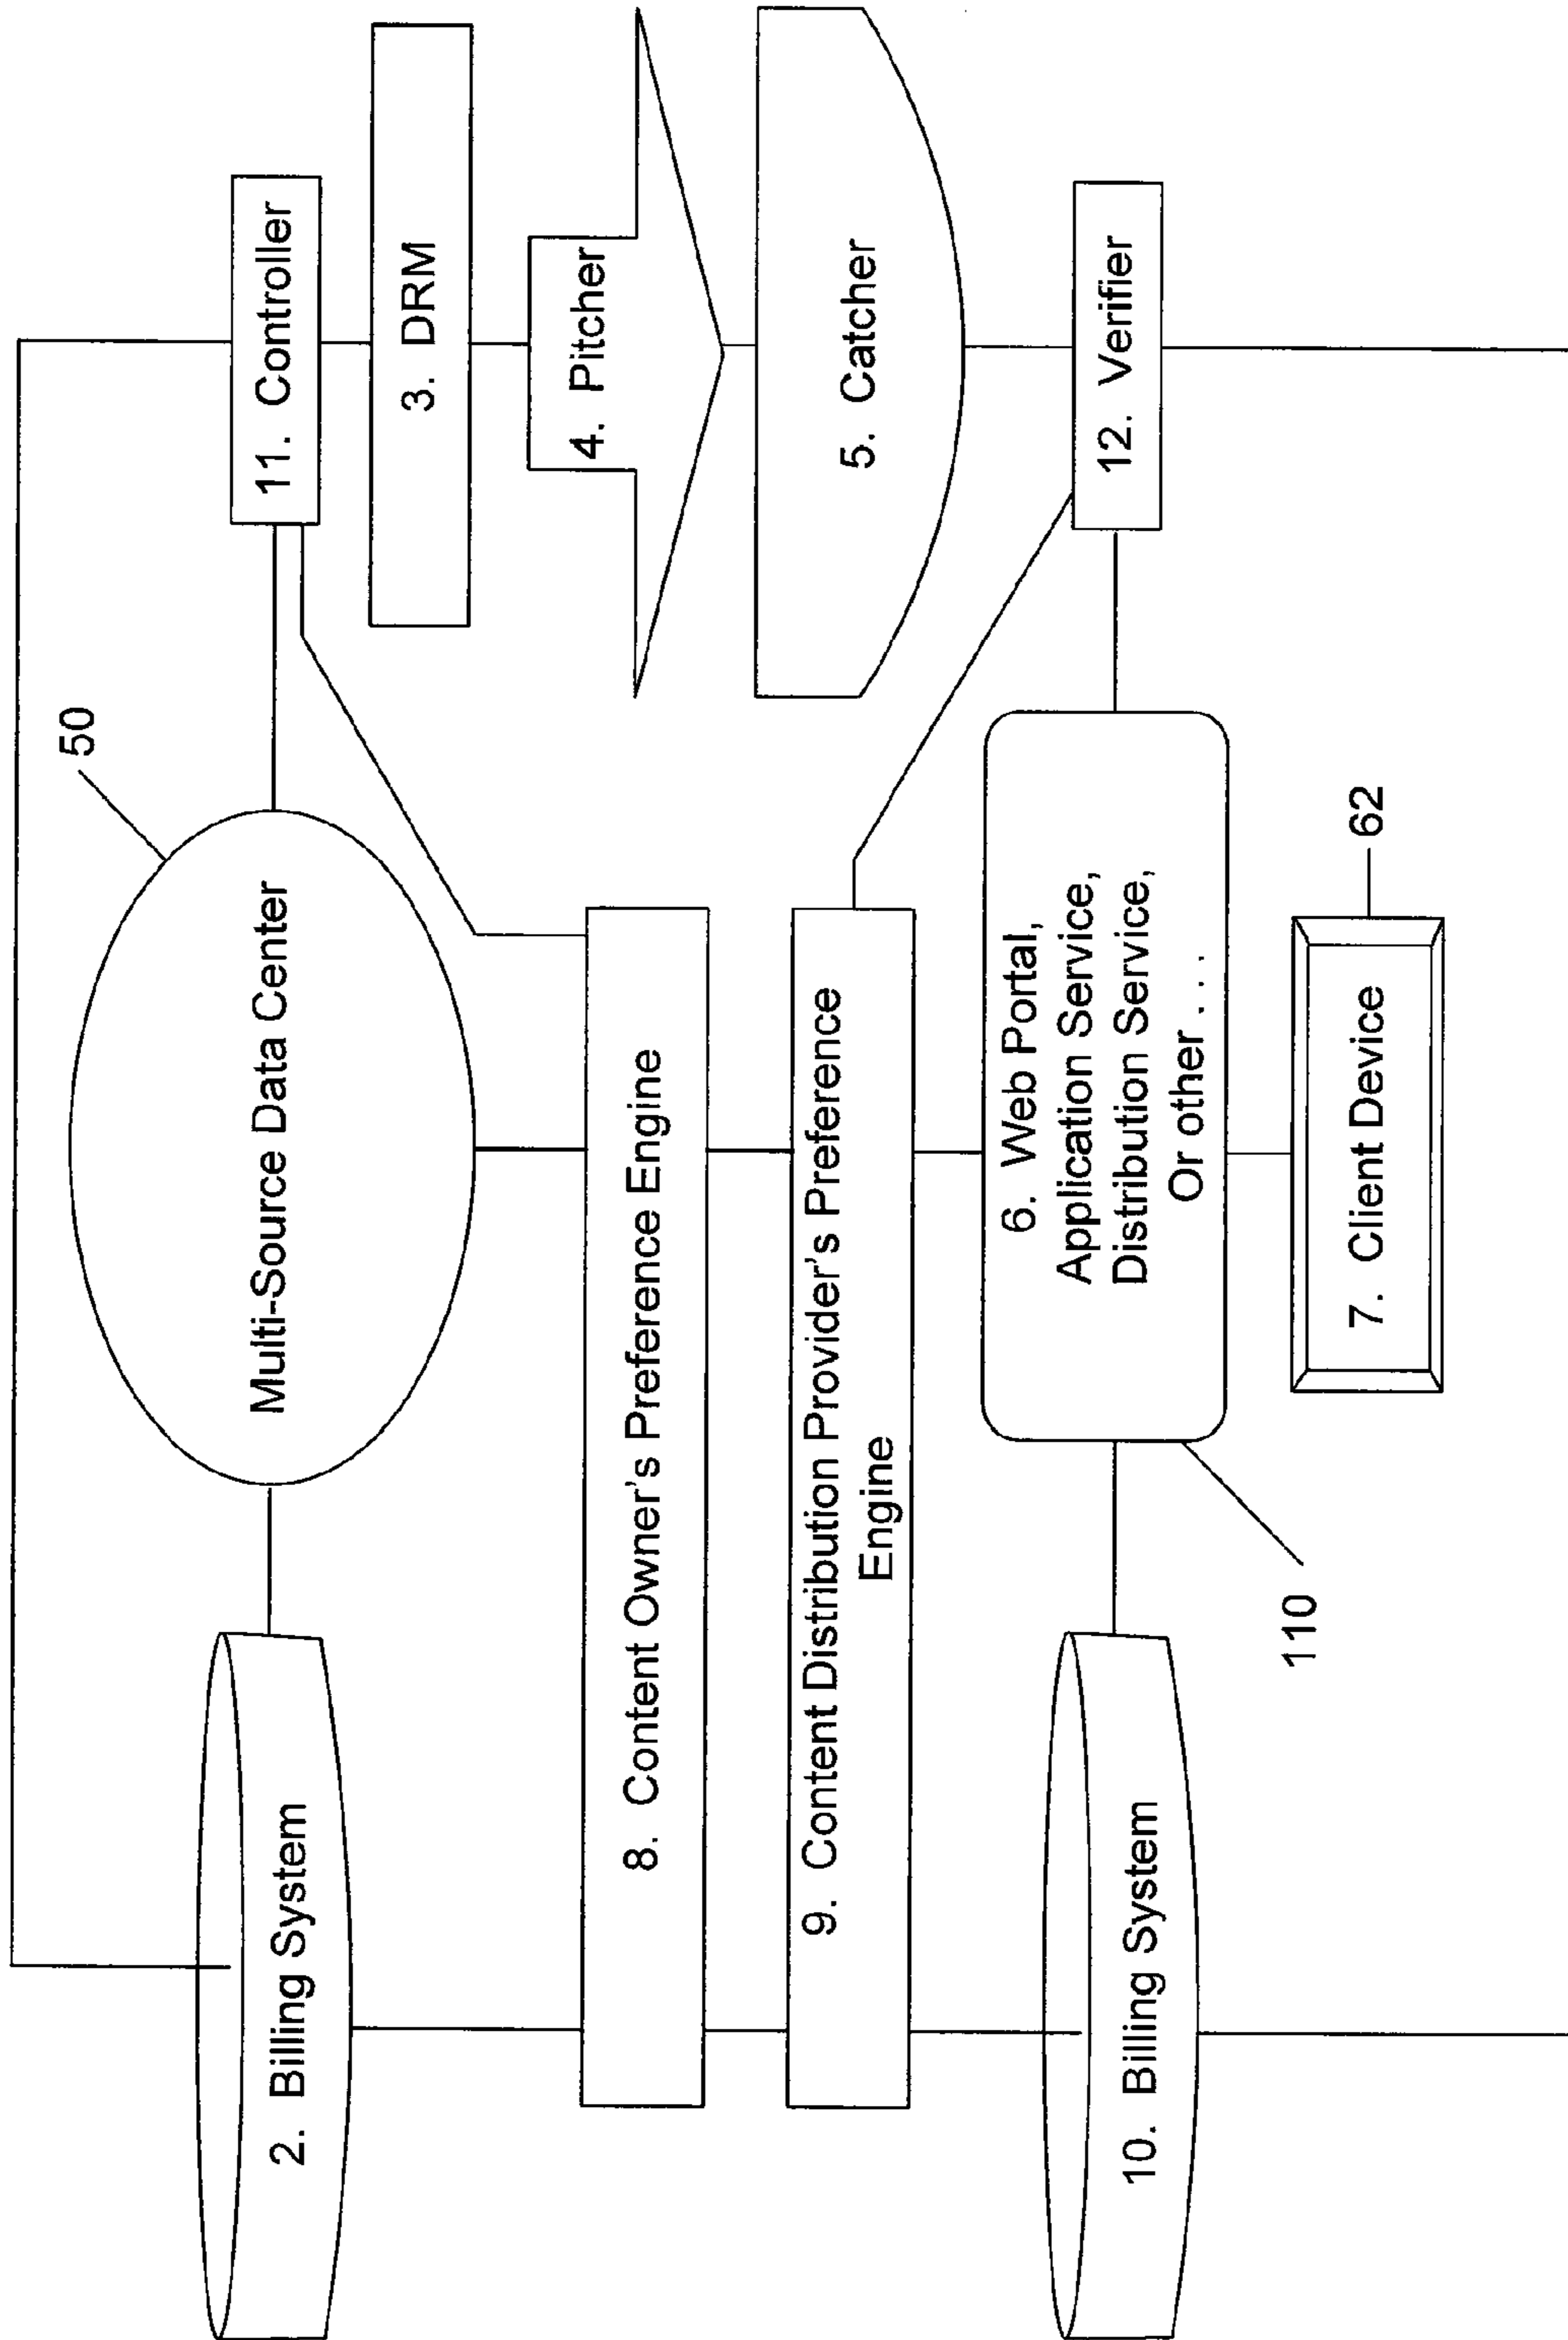 50
2. Billing System
Multi-Source Data Center
11. Controller
3. DRM
8. Content Owner's Preference Engine
4. Pitcher
9. Content Distribution Provider's Preference
Engine
5. Catcher
10. Billing System
6. Web Portal,
Application Service,
Distribution Service,
Or other . . .
12. Verifier
110
7. Client Device
62